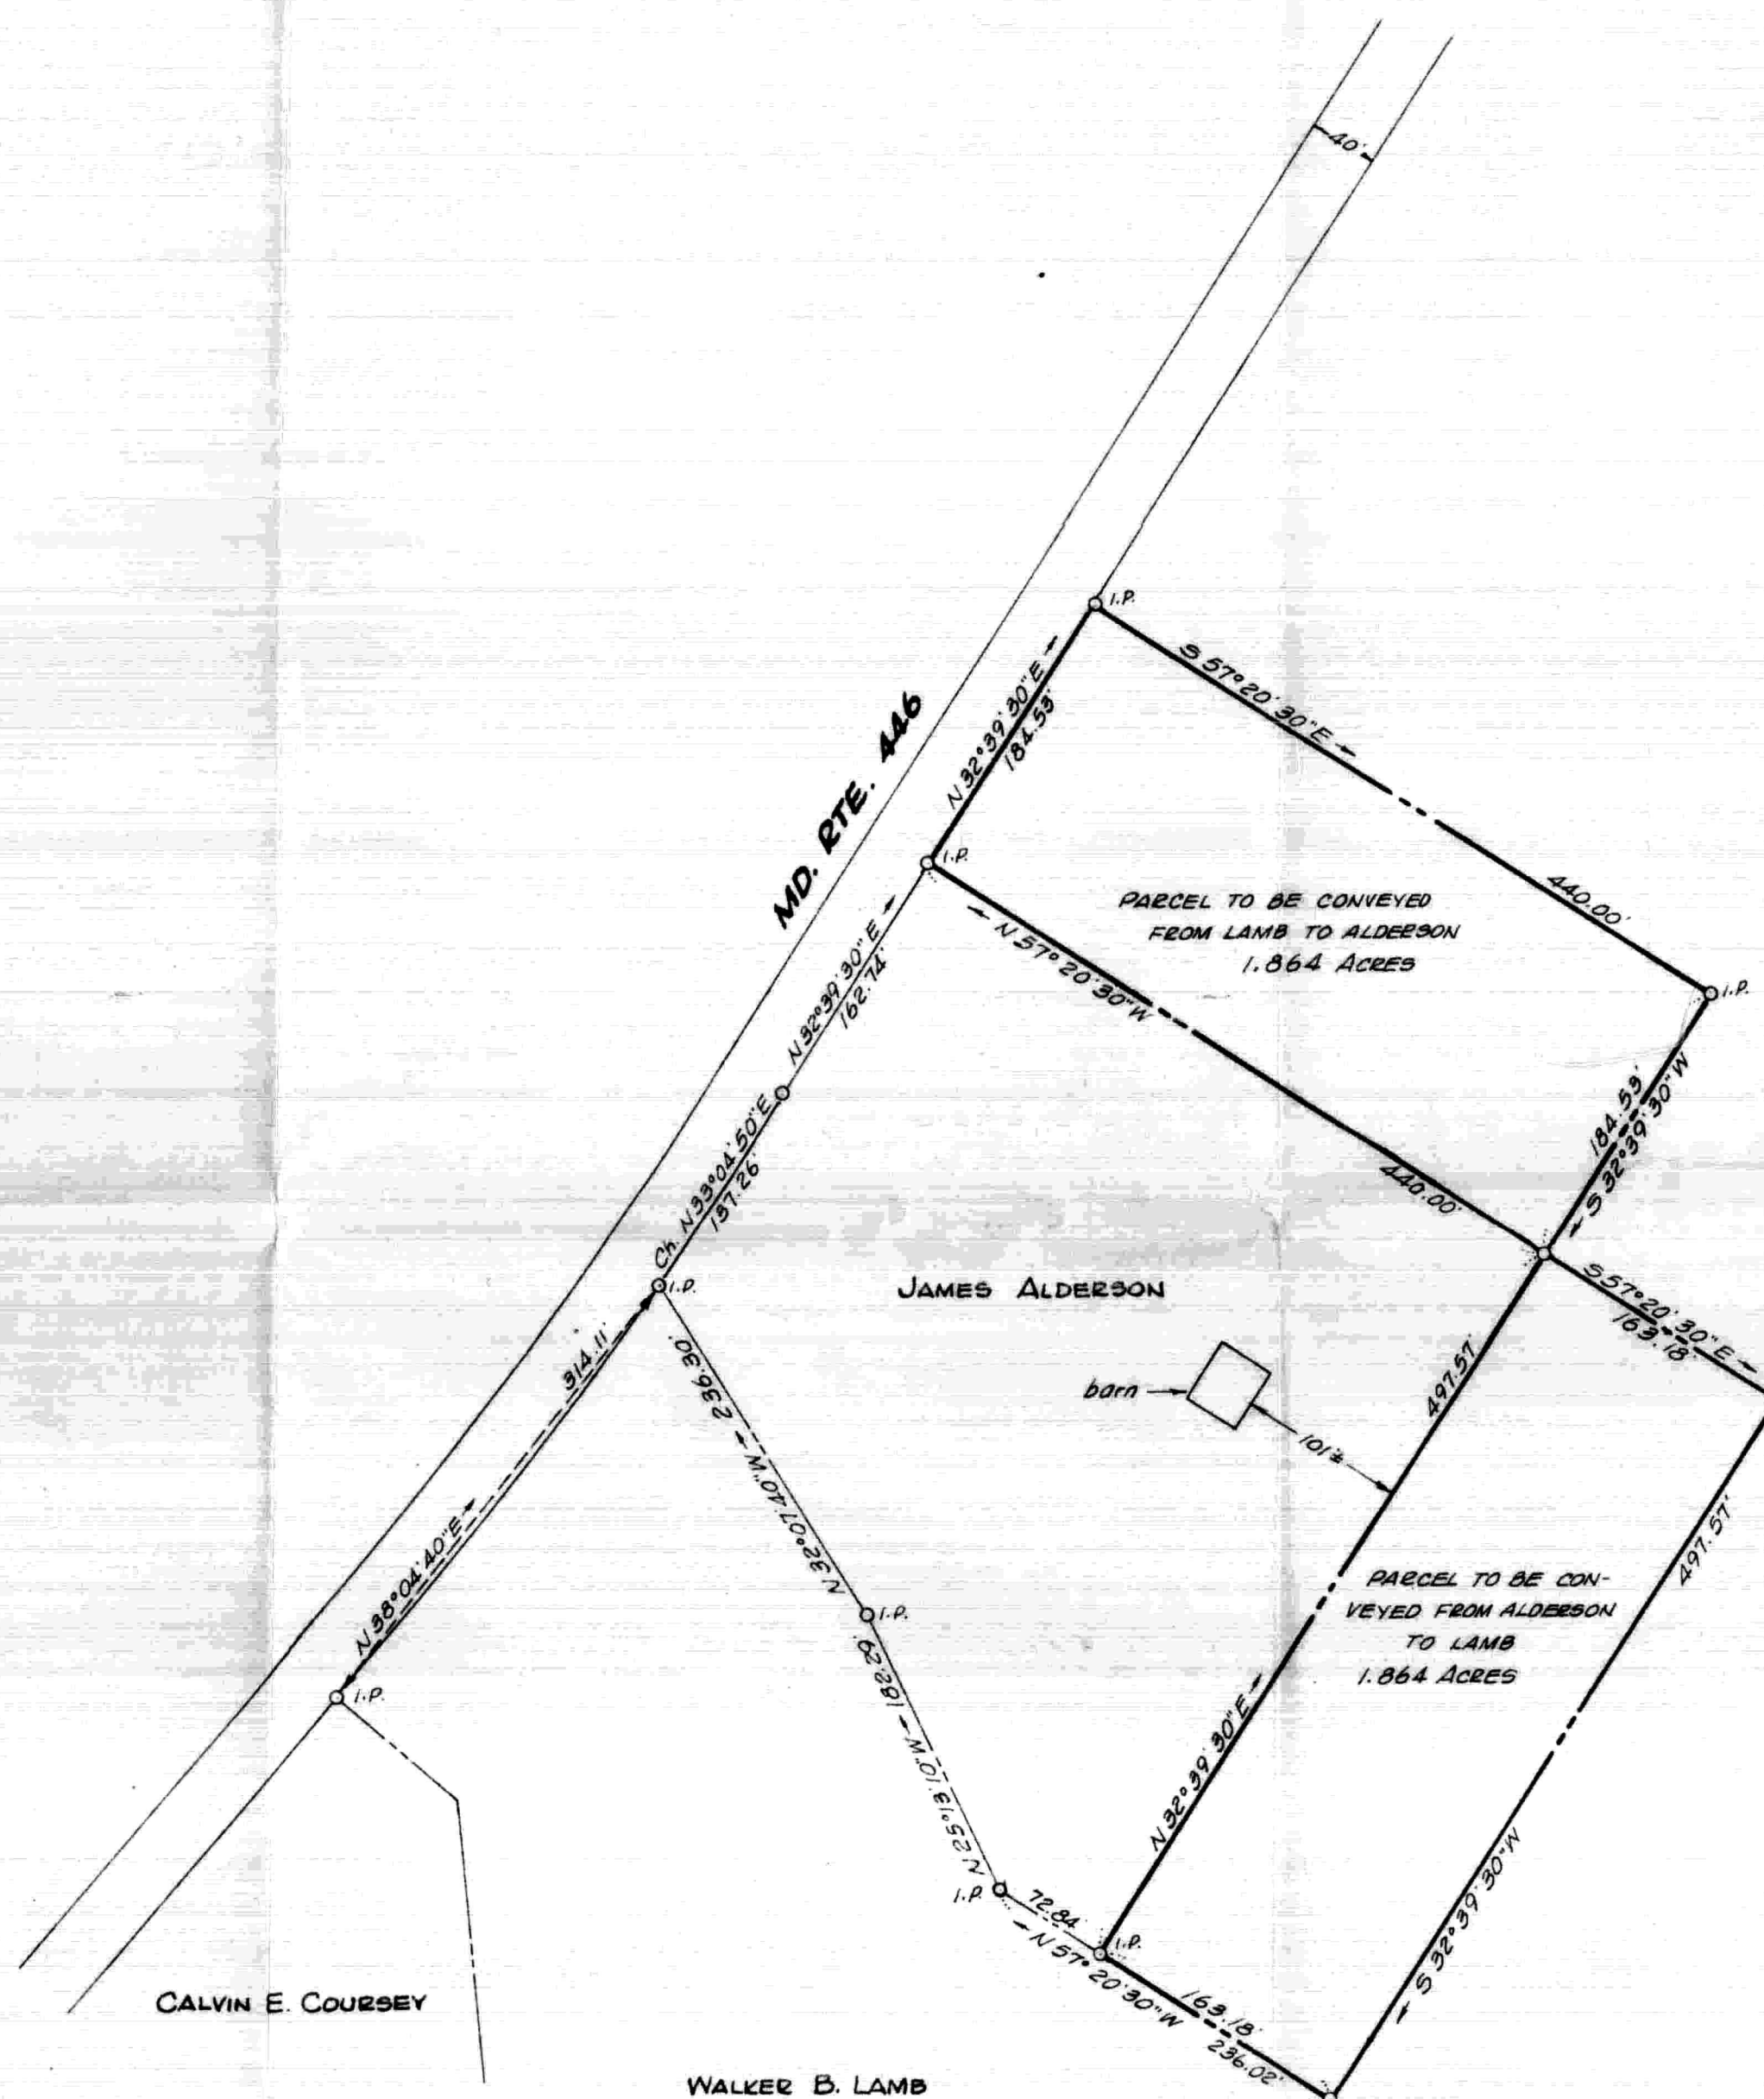 40'
I.P.
S 57° 20' 30" E
N 32° 39' 30" E
184.53'
MD. RTE. 446
I.P.
PARCEL TO BE CONVEYED
FROM LAMB TO ALDERSON
1.864 ACRES
440.00'
N 57° 20' 30" W
I.P.
N 32° 39' 30" E
162.74'
184.53'
S 32° 39' 30" W
Ch. N 33° 04' 50" E
137.26'
440.00'
I.P.
JAMES ALDERSON
S 57° 20' 30" E
163.18'
314.11'
236.30'
N 32° 07' 40" W
barn
101'±
497.57'
497.57'
N 38° 04' 40" E
I.P.
PARCEL TO BE CON-
VEYED FROM ALDERSON
TO LAMB
1.864 ACRES
I.P.
182.29'
N 25° 13' 10" W
N 32° 39' 30" E
S 32° 39' 30" W
I.P.
72.84'
I.P.
N 57° 20' 30" W
163.18'
236.02'
CALVIN E. COURSEY
WALKER B. LAMB